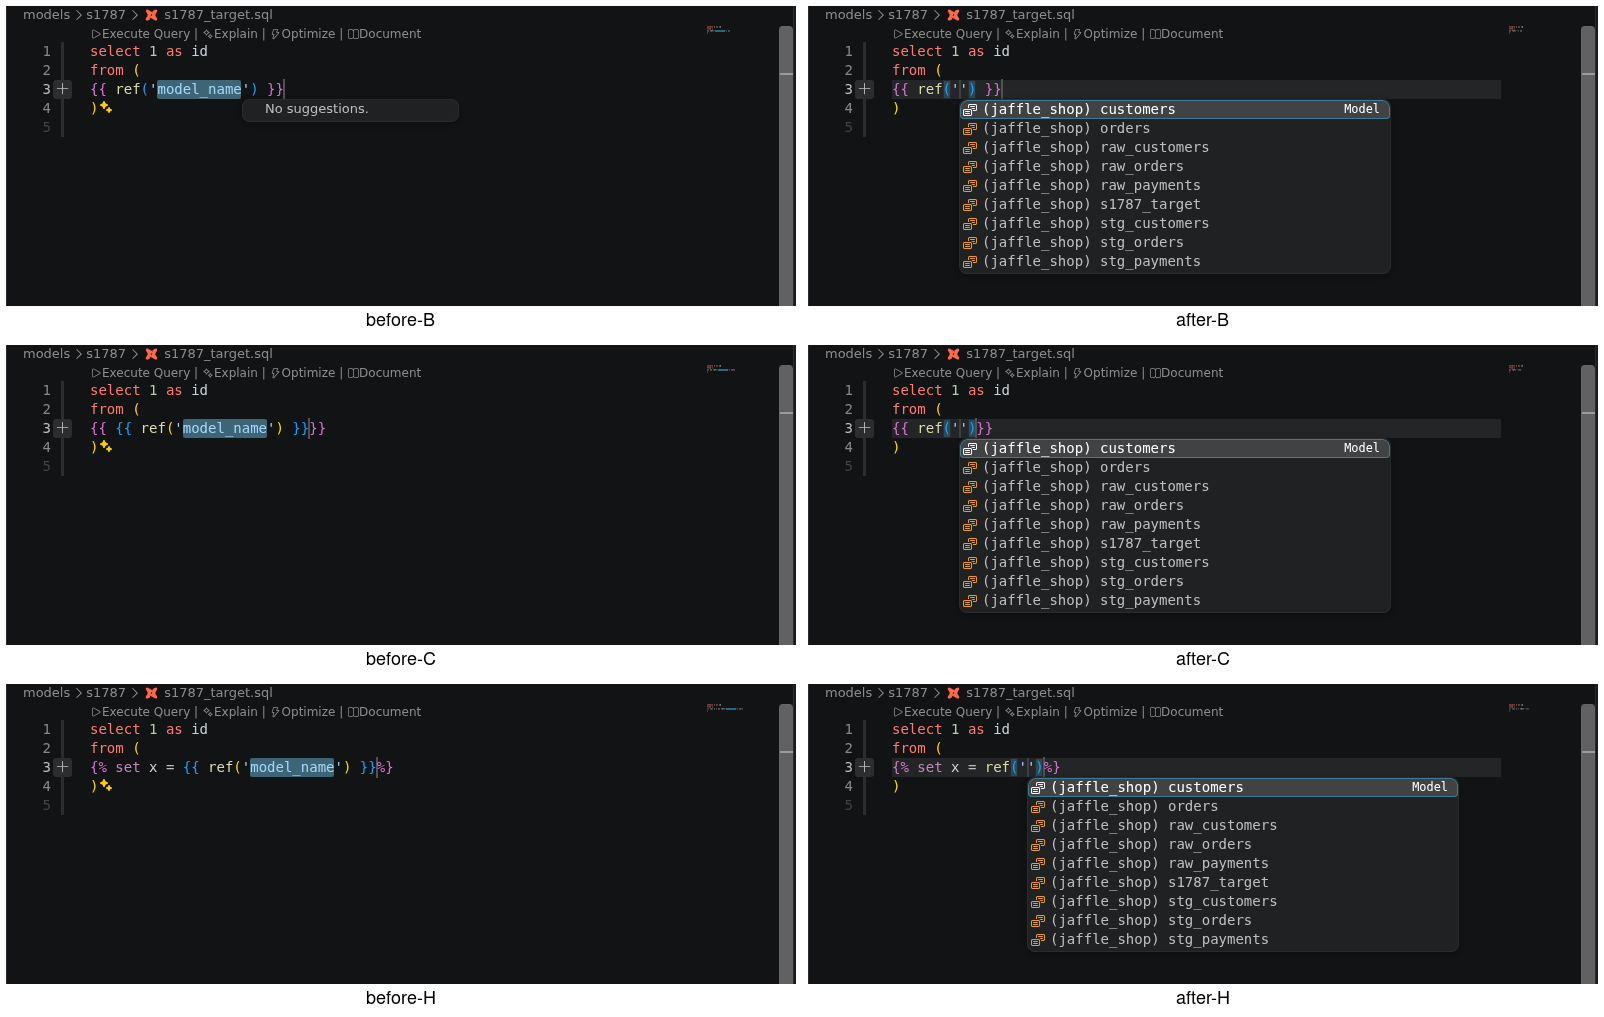 models > s1787 > s1787_target.sql
Execute Query | Explain | Optimize | Document
1 select 1 as id
2 from (
3 {{ ref('model_name') }}
4 )
No suggestions.
5
before-B
models > s1787 > s1787_target.sql
Execute Query | Explain | Optimize | Document
1 select 1 as id
2 from (
3 {{ ref('') }}
4 )
(jaffle_shop) customers Model
5
(jaffle_shop) orders
(jaffle_shop) raw_customers
(jaffle_shop) raw_orders
(jaffle_shop) raw_payments
(jaffle_shop) s1787_target
(jaffle_shop) stg_customers
(jaffle_shop) stg_orders
(jaffle_shop) stg_payments
after-B
models > s1787 > s1787_target.sql
Execute Query | Explain | Optimize | Document
1 select 1 as id
2 from (
3 {{ {{ ref('model_name') }}}}
4 )
5
before-C
models > s1787 > s1787_target.sql
Execute Query | Explain | Optimize | Document
1 select 1 as id
2 from (
3 {{ ref('')}}
4 )
(jaffle_shop) customers Model
5
(jaffle_shop) orders
(jaffle_shop) raw_customers
(jaffle_shop) raw_orders
(jaffle_shop) raw_payments
(jaffle_shop) s1787_target
(jaffle_shop) stg_customers
(jaffle_shop) stg_orders
(jaffle_shop) stg_payments
after-C
models > s1787 > s1787_target.sql
Execute Query | Explain | Optimize | Document
1 select 1 as id
2 from (
3 {% set x = {{ ref('model_name') }}%}
4 )
5
before-H
models > s1787 > s1787_target.sql
Execute Query | Explain | Optimize | Document
1 select 1 as id
2 from (
3 {% set x = ref('')%}
4 )
(jaffle_shop) customers Model
5
(jaffle_shop) orders
(jaffle_shop) raw_customers
(jaffle_shop) raw_orders
(jaffle_shop) raw_payments
(jaffle_shop) s1787_target
(jaffle_shop) stg_customers
(jaffle_shop) stg_orders
(jaffle_shop) stg_payments
after-H